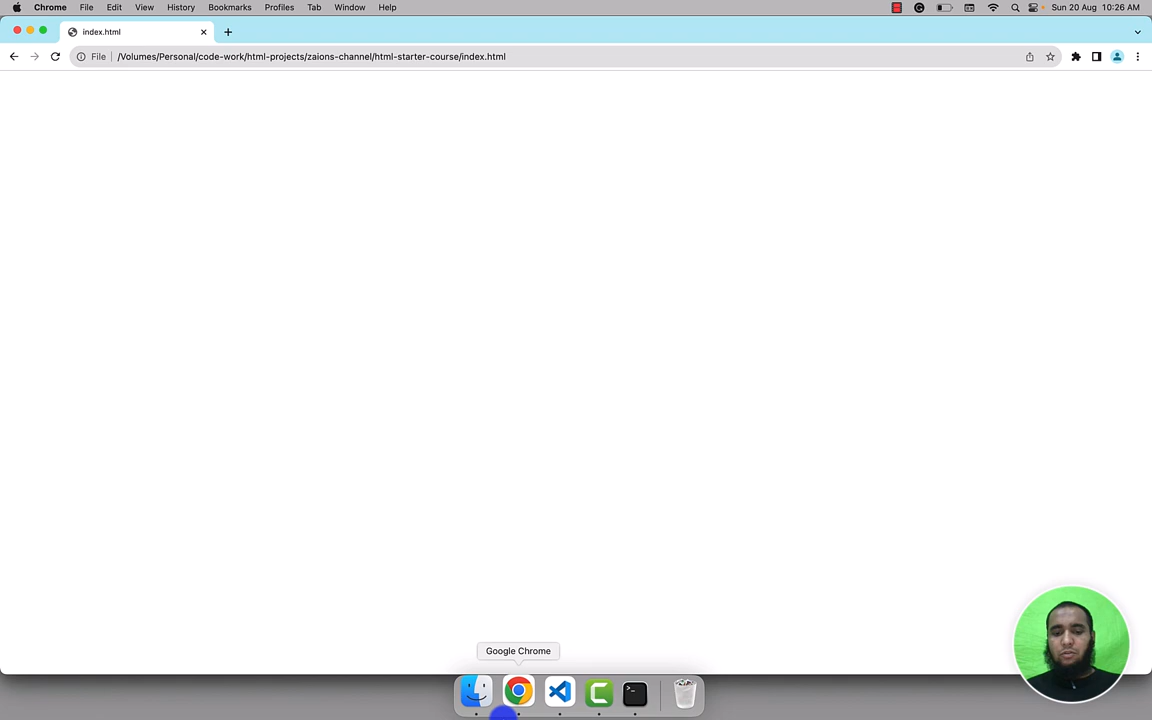 Chrome File Edit View History Bookmarks Profiles Tab Window Help Sun 20 Aug 10:26 AM
index.html
File /Volumes/Personal/code-work/html-projects/zaions-channel/html-starter-course/index.html
Google Chrome